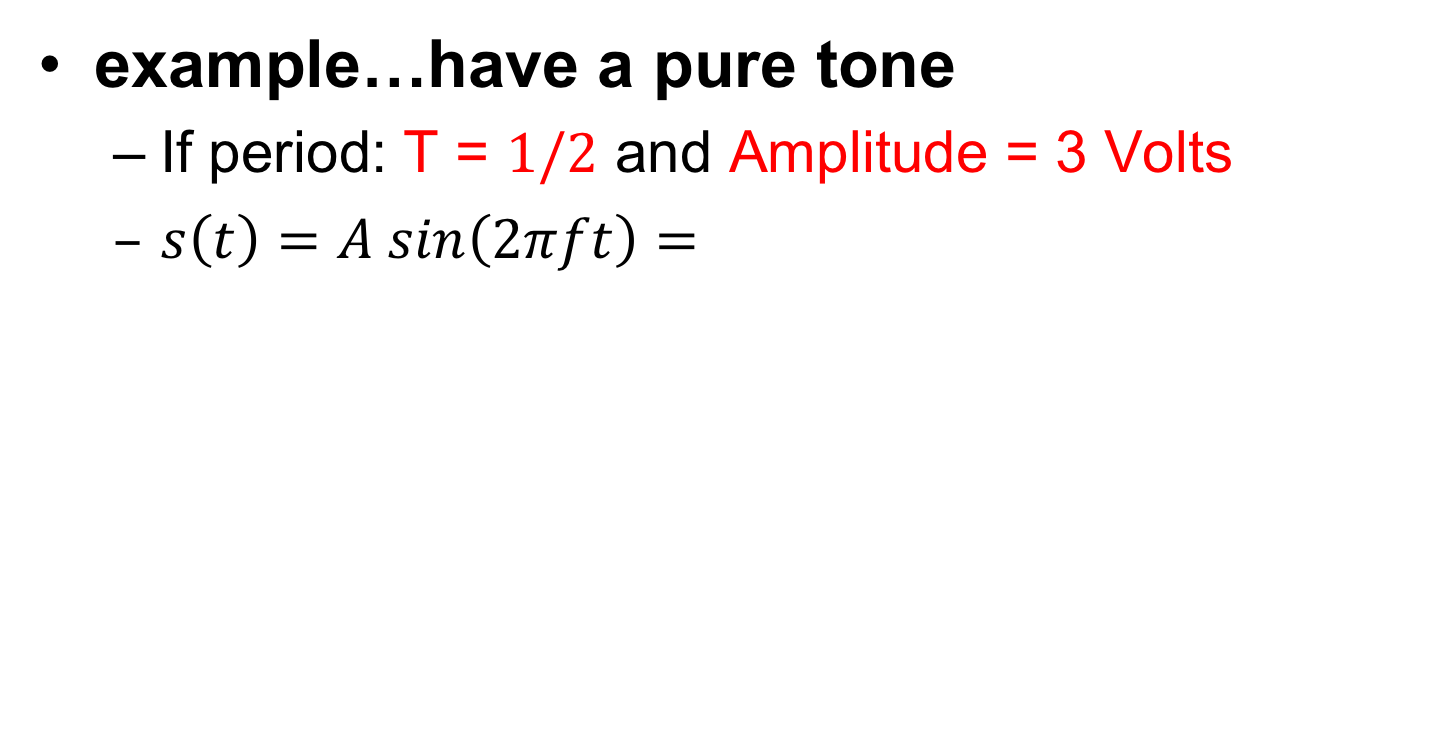 • example…have a pure tone
– If period: T = 1/2 and Amplitude = 3 Volts
– 𝑠(𝑡) = 𝐴 𝑠𝑖𝑛(2𝜋𝑓𝑡) =